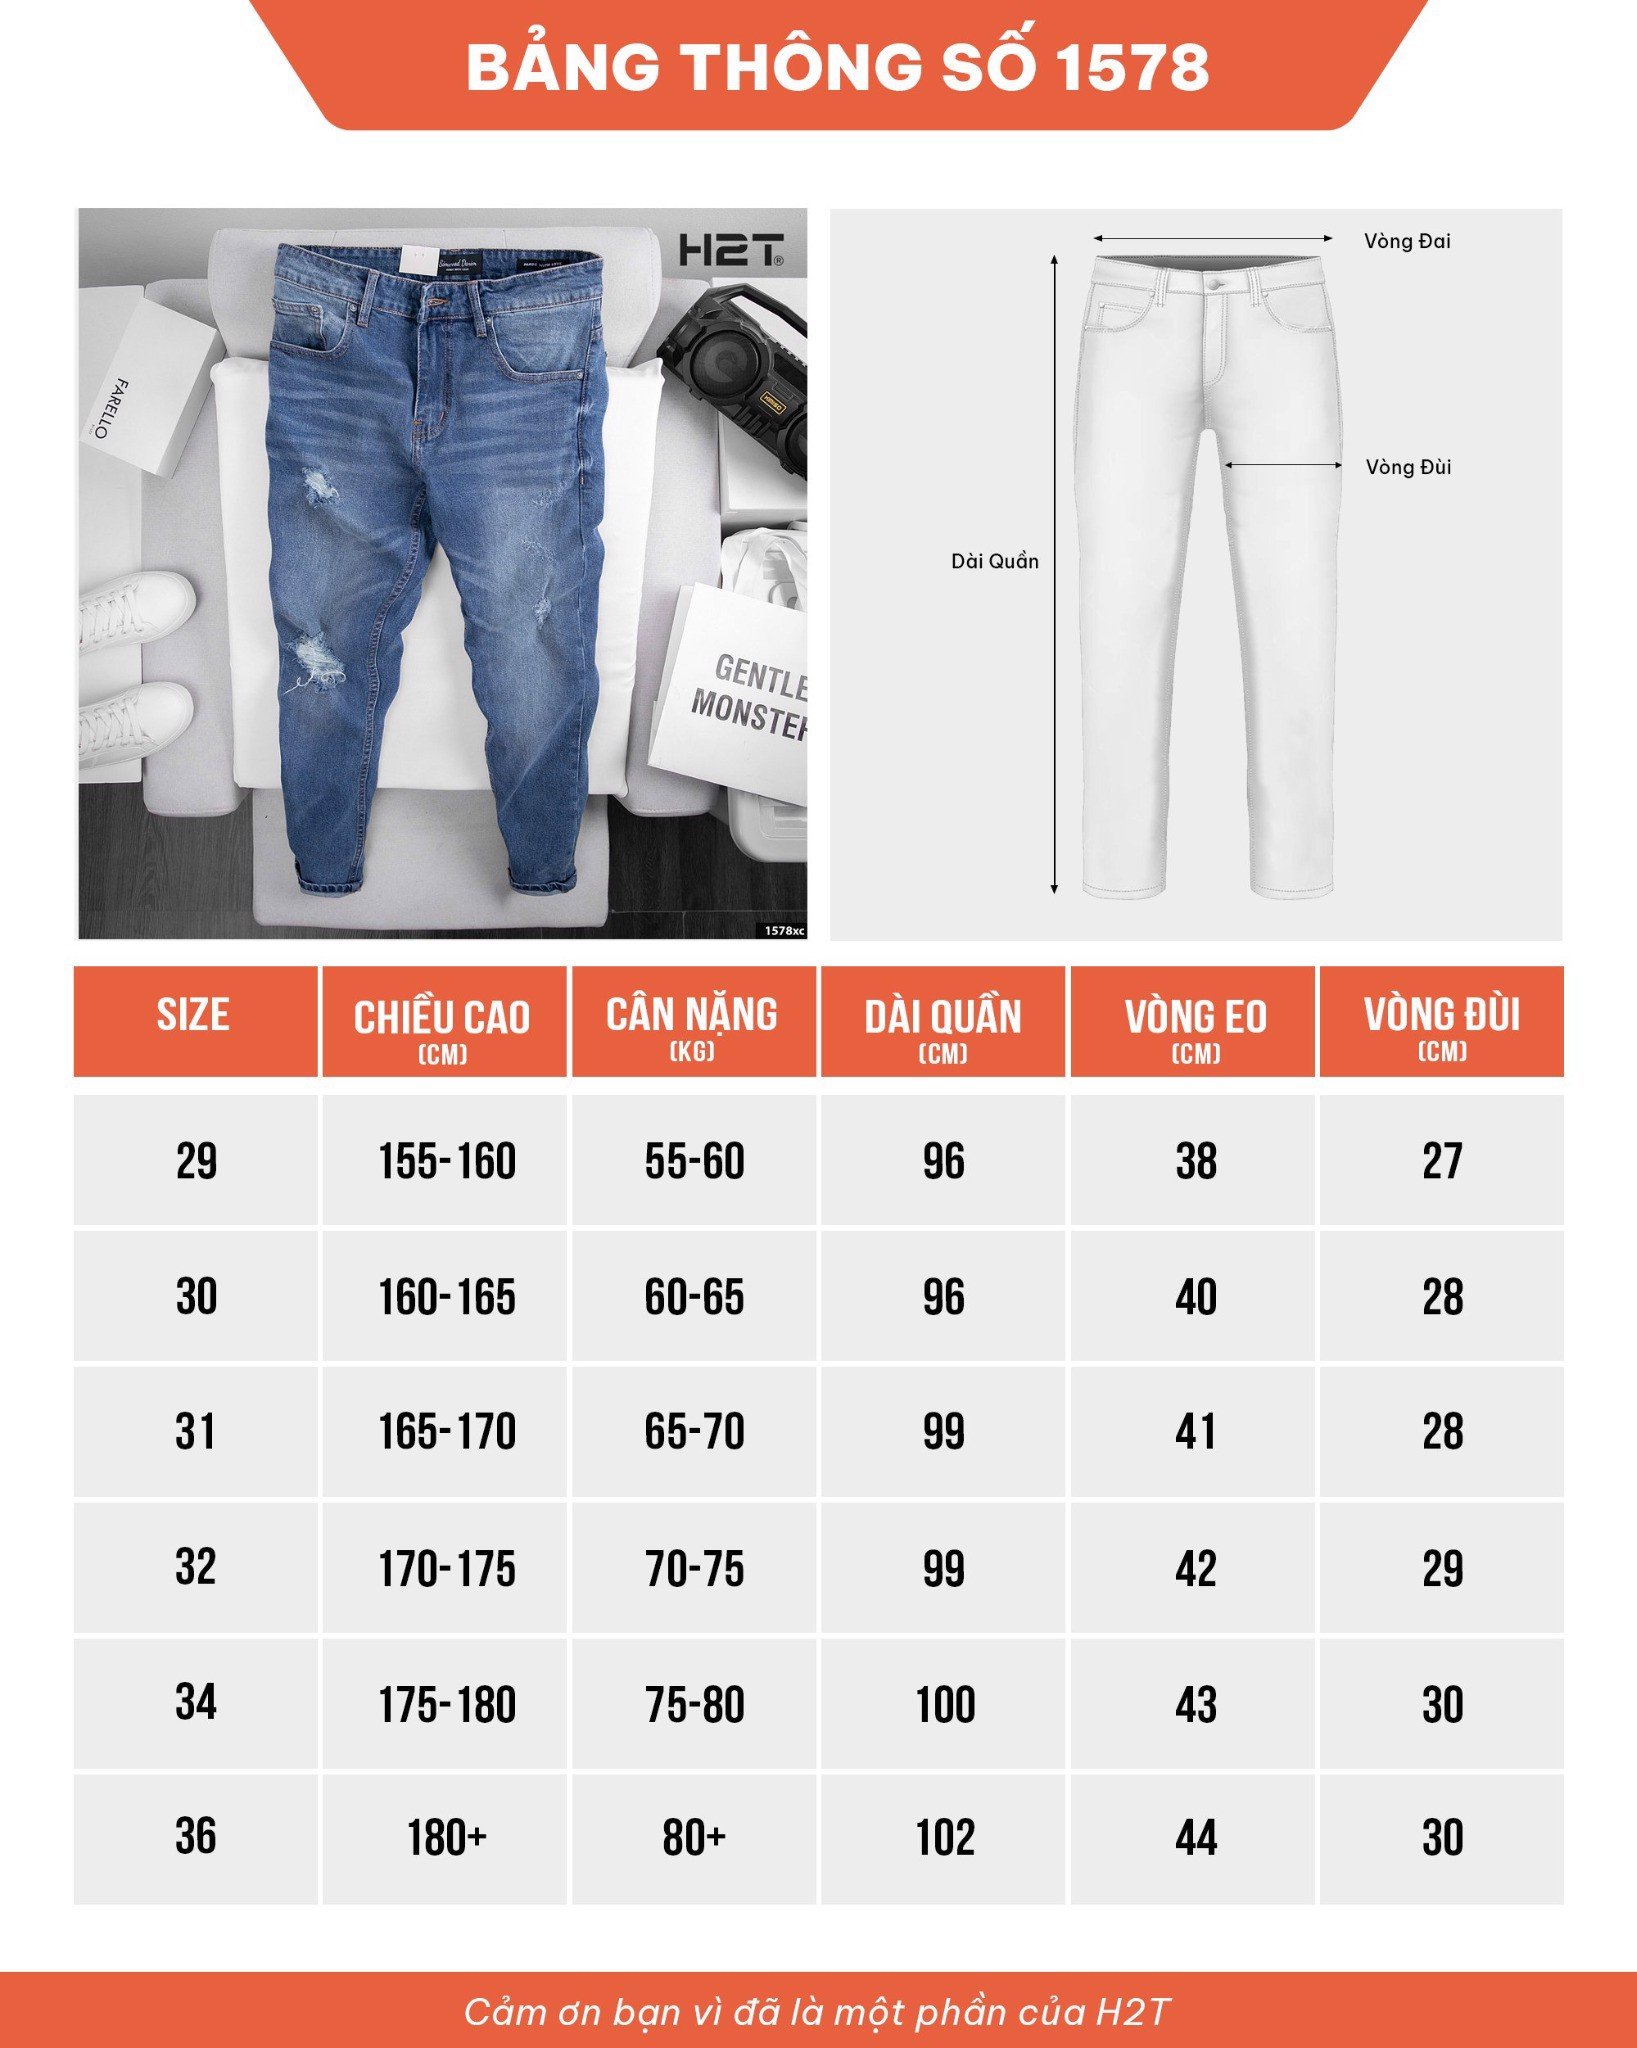 BẢNG THÔNG SỐ 1578
H2T®
FARELLO
GENTLE
MONSTER
1578xc
Vòng Đai
Vòng Đùi
Dài Quần
SIZE CHIỀU CAO (CM) CÂN NẶNG (KG) DÀI QUẦN (CM) VÒNG EO (CM) VÒNG ĐÙI (CM)
29 155-160 55-60 96 38 27
30 160-165 60-65 96 40 28
31 165-170 65-70 99 41 28
32 170-175 70-75 99 42 29
34 175-180 75-80 100 43 30
36 180+ 80+ 102 44 30
Cảm ơn bạn vì đã là một phần của H2T